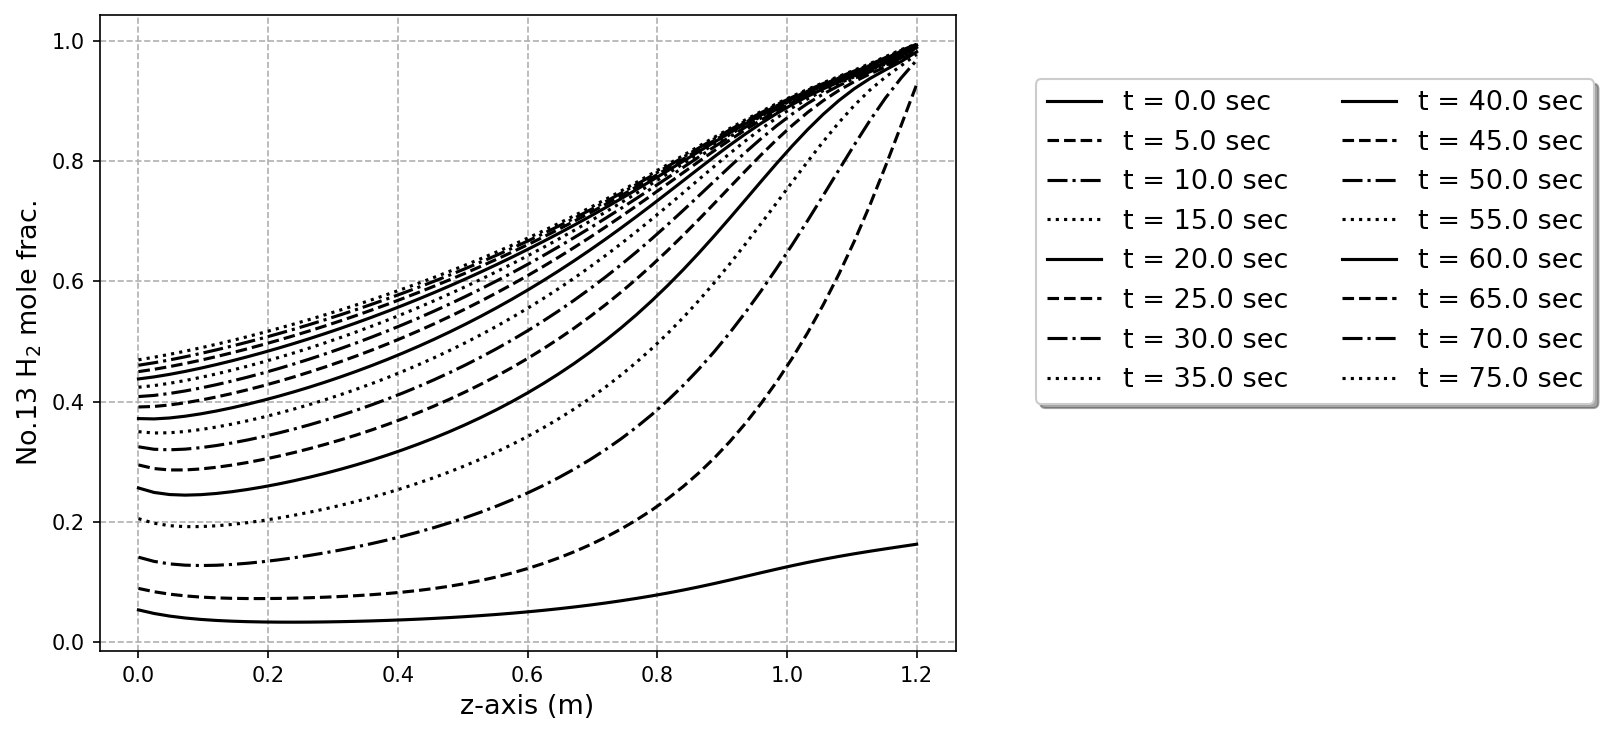 No.13 H₂ mole frac.
1.0
0.8
0.6
0.4
0.2
0.0
0.0 0.2 0.4 0.6 0.8 1.0 1.2
z-axis (m)
t = 0.0 sec
t = 5.0 sec
t = 10.0 sec
t = 15.0 sec
t = 20.0 sec
t = 25.0 sec
t = 30.0 sec
t = 35.0 sec
t = 40.0 sec
t = 45.0 sec
t = 50.0 sec
t = 55.0 sec
t = 60.0 sec
t = 65.0 sec
t = 70.0 sec
t = 75.0 sec